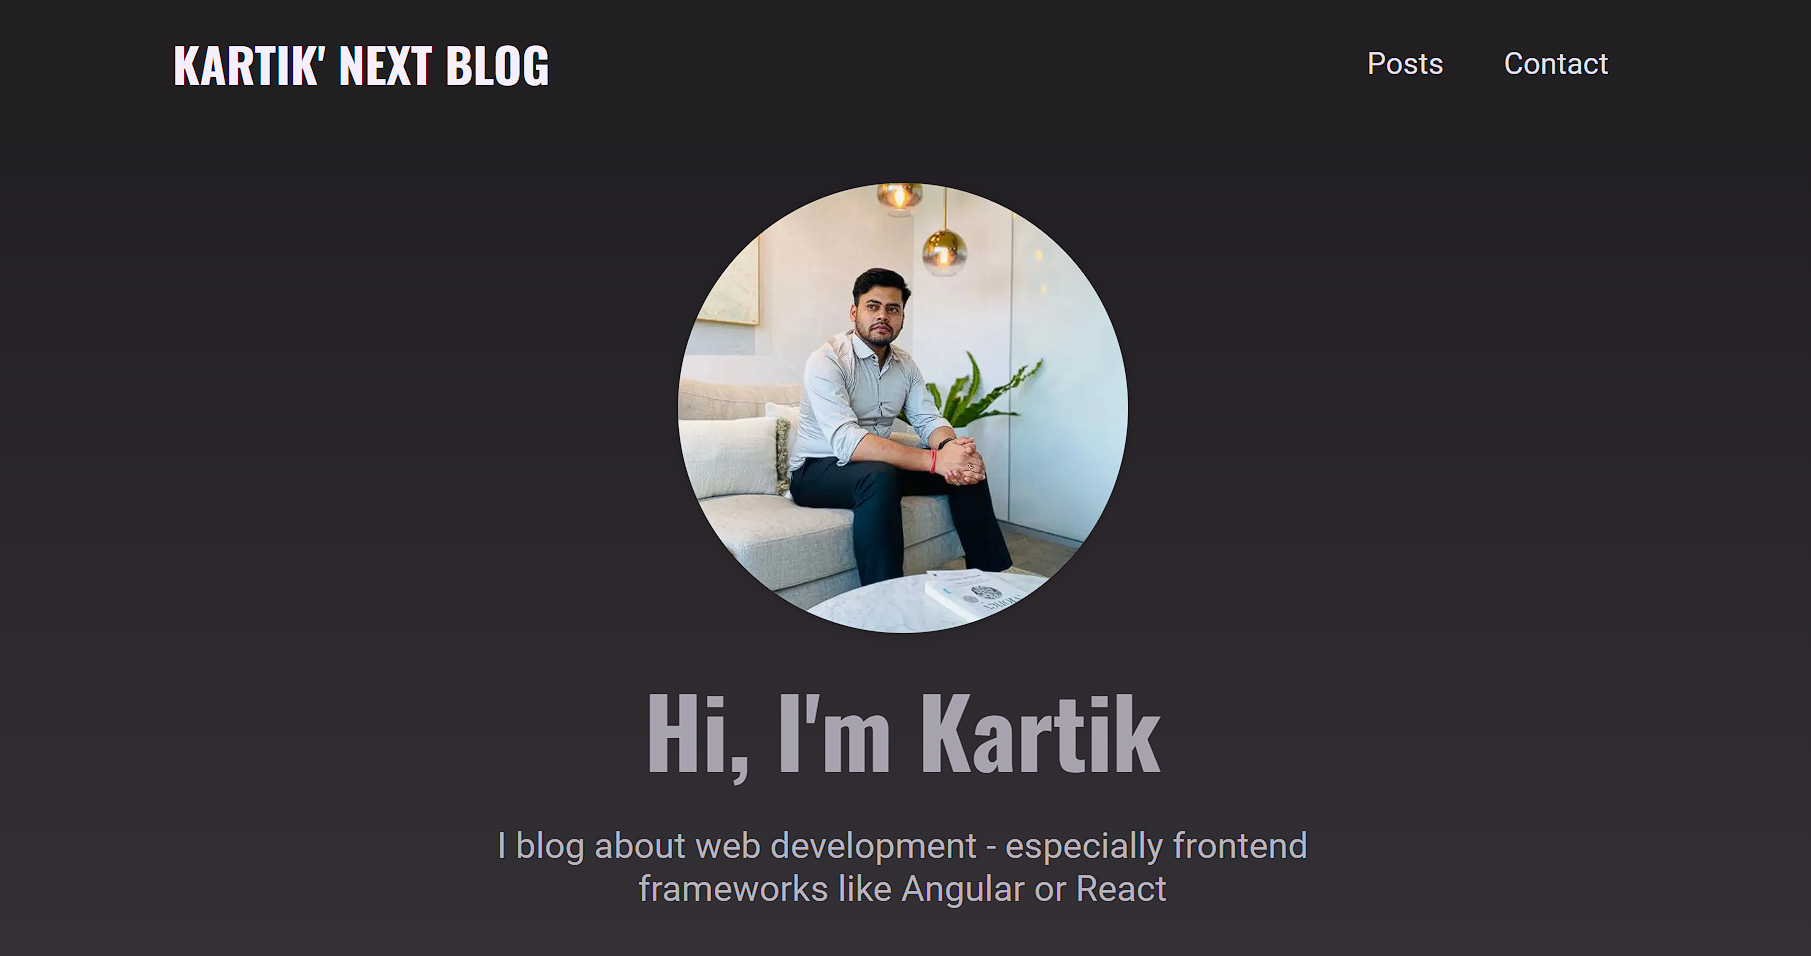 KARTIK' NEXT BLOG
Posts
Contact
Hi, I'm Kartik
I blog about web development - especially frontend
frameworks like Angular or React